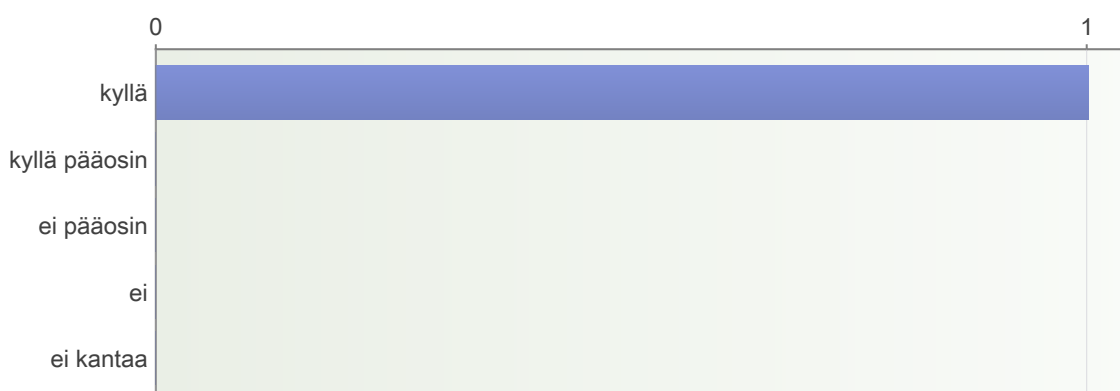 0 1
kyllä
kyllä pääosin
ei pääosin
ei
ei kantaa